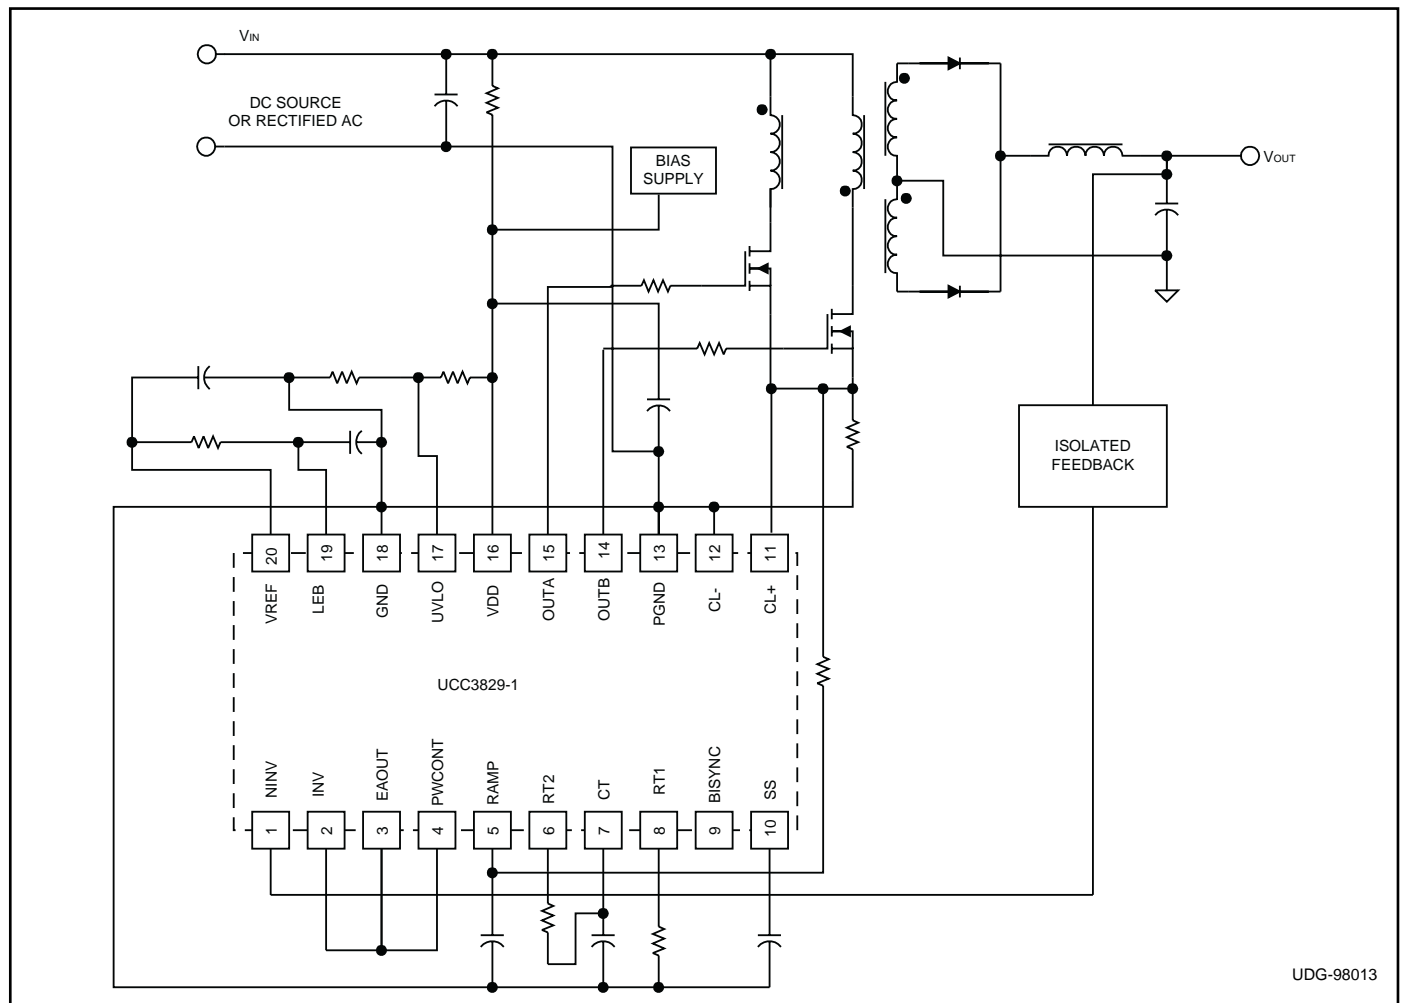 VIN
DC SOURCE
OR RECTIFIED AC
BIAS
SUPPLY
VOUT
ISOLATED
FEEDBACK
20
19
18
17
16
15
14
13
12
11
VREF
LEB
GND
UVLO
VDD
OUTA
OUTB
PGND
CL-
CL+
UCC3829-1
NINV
INV
EAOUT
PWCONT
RAMP
RT2
CT
RT1
BISYNC
SS
1
2
3
4
5
6
7
8
9
10
UDG-98013